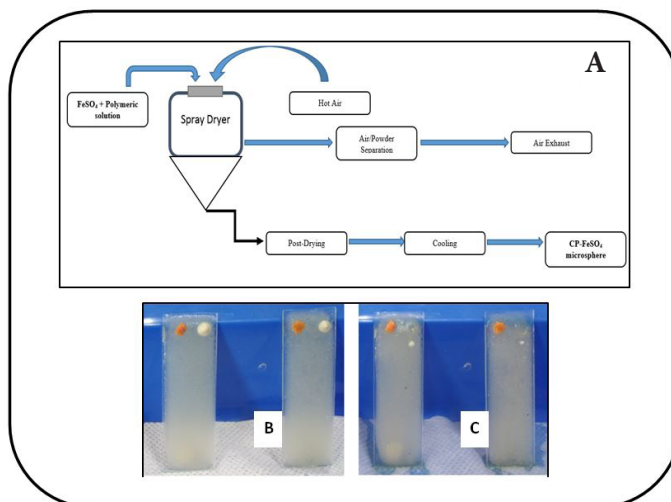 A
FeSO₄ + Polymeric
solution
Spray Dryer
Hot Air
Air/Powder
Separation
Air Exhaust
Post-Drying
Cooling
CP-FeSO₄
microsphere
B
C